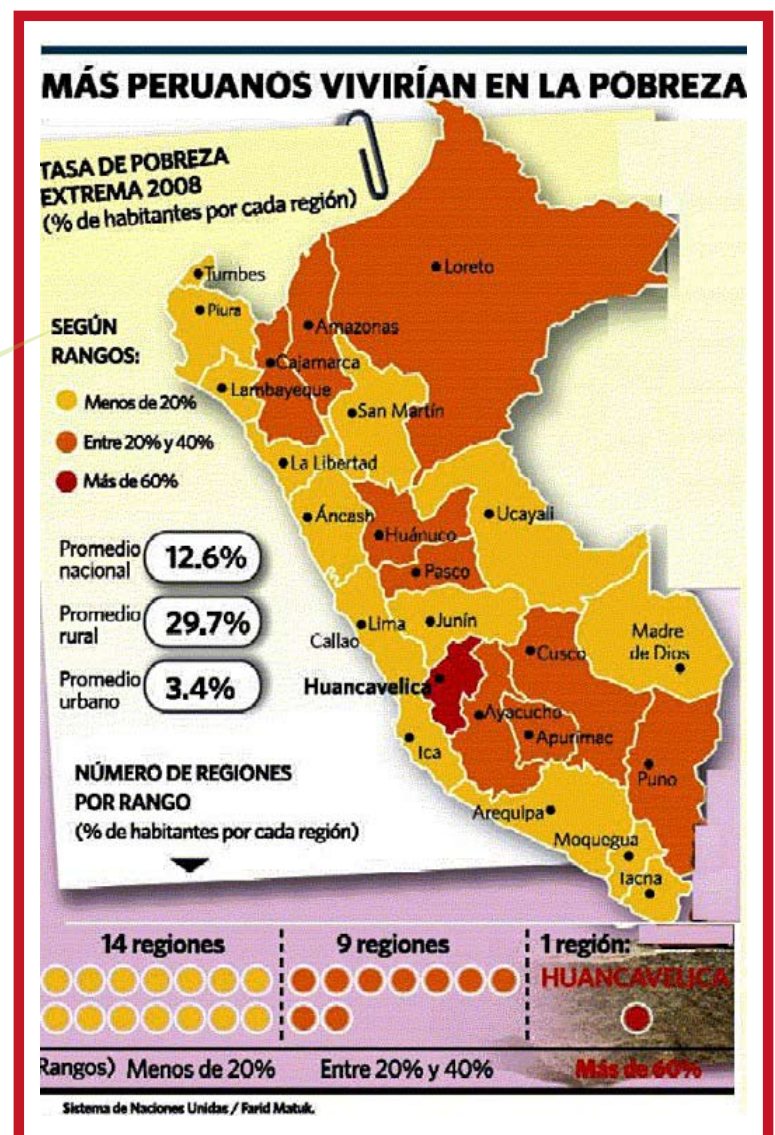 MÁS PERUANOS VIVIRÍAN EN LA POBREZA
TASA DE POBREZA
EXTREMA 2008
(% de habitantes por cada región)
SEGÚN
RANGOS:
Menos de 20%
Entre 20% y 40%
Más de 60%
Promedio
nacional
12.6%
Promedio
rural
29.7%
Promedio
urbano
3.4%
Tumbes
Piura
Loreto
Amazonas
Cajamarca
Lambayeque
San Martín
La Libertad
Áncash
Huánuco
Ucayali
Pasco
Lima
Junín
Callao
Madre
de Dios
Cusco
Huancavelica
Ayacucho
Apurimac
Ica
Puno
Arequipa
Moquegua
Tacna
NÚMERO DE REGIONES
POR RANGO
(% de habitantes por cada región)
14 regiones
9 regiones
1 región:
HUANCAVELICA
Rangos) Menos de 20%
Entre 20% y 40%
Más de 60%
Sistema de Naciones Unidas / Farid Matuk.